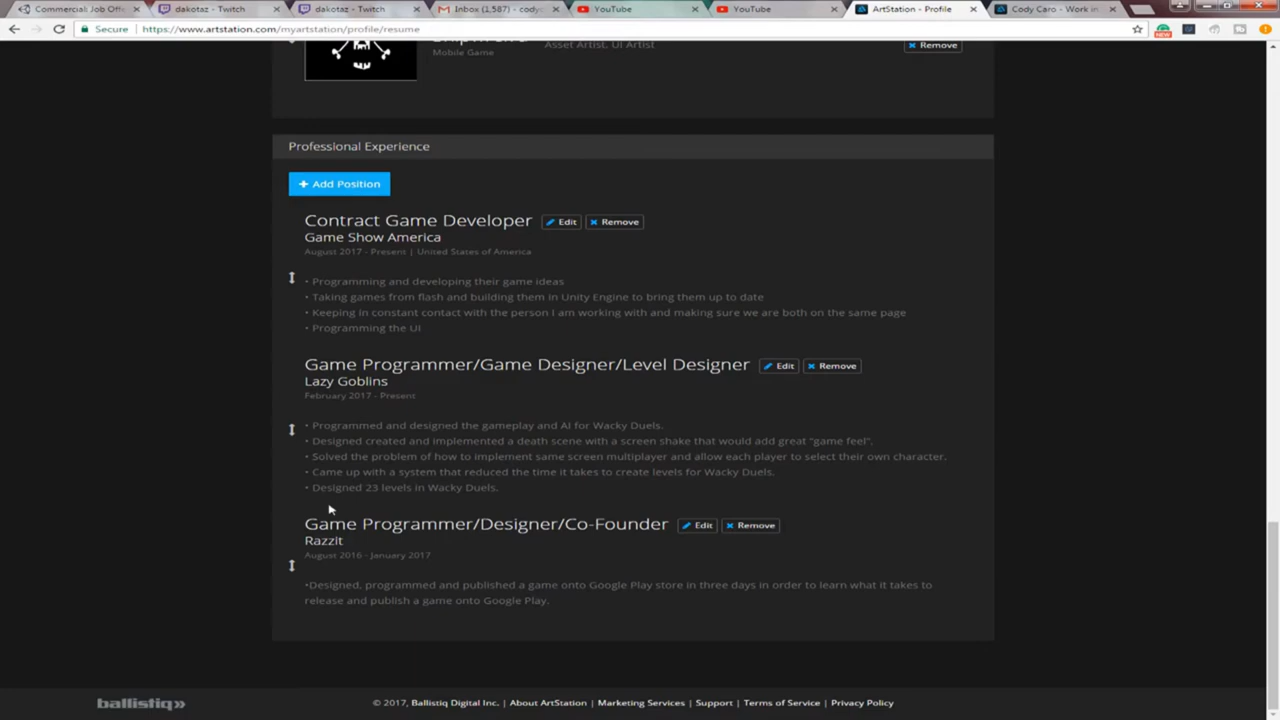 Commercial: Job Offe
dakotaz - Twitch
dakotaz - Twitch
Inbox (1,587) - cody
YouTube
YouTube
ArtStation - Profile
Cody Caro - Work in
Secure
https://www.artstation.com/myartstation/profile/resume
Asset Artist, UI Artist
Mobile Game
Remove
Professional Experience
+ Add Position
Contract Game Developer Edit Remove
Game Show America
August 2017 - Present | United States of America
• Programming and developing their game ideas
• Taking games from flash and building them in Unity Engine to bring them up to date
• Keeping in constant contact with the person I am working with and making sure we are both on the same page
• Programming the UI
Game Programmer/Game Designer/Level Designer Edit Remove
Lazy Goblins
February 2017 - Present
• Programmed and designed the gameplay and AI for Wacky Duels.
• Designed created and implemented a death scene with a screen shake that would add great "game feel".
• Solved the problem of how to implement same screen multiplayer and allow each player to select their own character.
• Came up with a system that reduced the time it takes to create levels for Wacky Duels.
• Designed 23 levels in Wacky Duels.
Game Programmer/Designer/Co-Founder Edit Remove
Razzit
August 2016 - January 2017
•Designed, programmed and published a game onto Google Play store in three days in order to learn what it takes to
release and publish a game onto Google Play.
ballistiq
© 2017, Ballistiq Digital Inc. | About ArtStation | Marketing Services | Support | Terms of Service | Privacy Policy